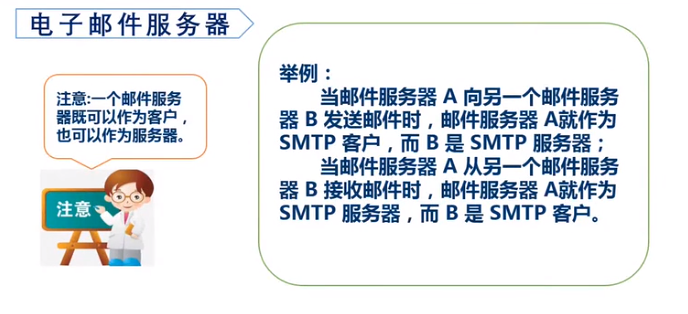 电子邮件服务器
注意:一个邮件服务
器既可以作为客户，
也可以作为服务器。
注意
举例：
当邮件服务器 A 向另一个邮件服务
器 B 发送邮件时，邮件服务器 A就作为
SMTP 客户，而 B 是 SMTP 服务器；
当邮件服务器 A 从另一个邮件服务
器 B 接收邮件时，邮件服务器 A就作为
SMTP 服务器，而 B 是 SMTP 客户。